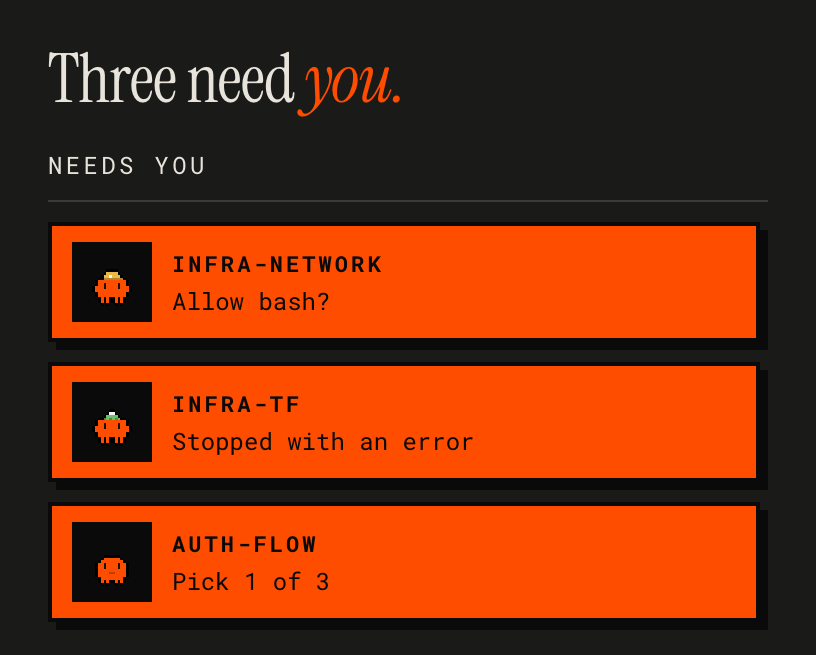 Three need you.
NEEDS YOU
INFRA-NETWORK
Allow bash?
INFRA-TF
Stopped with an error
AUTH-FLOW
Pick 1 of 3